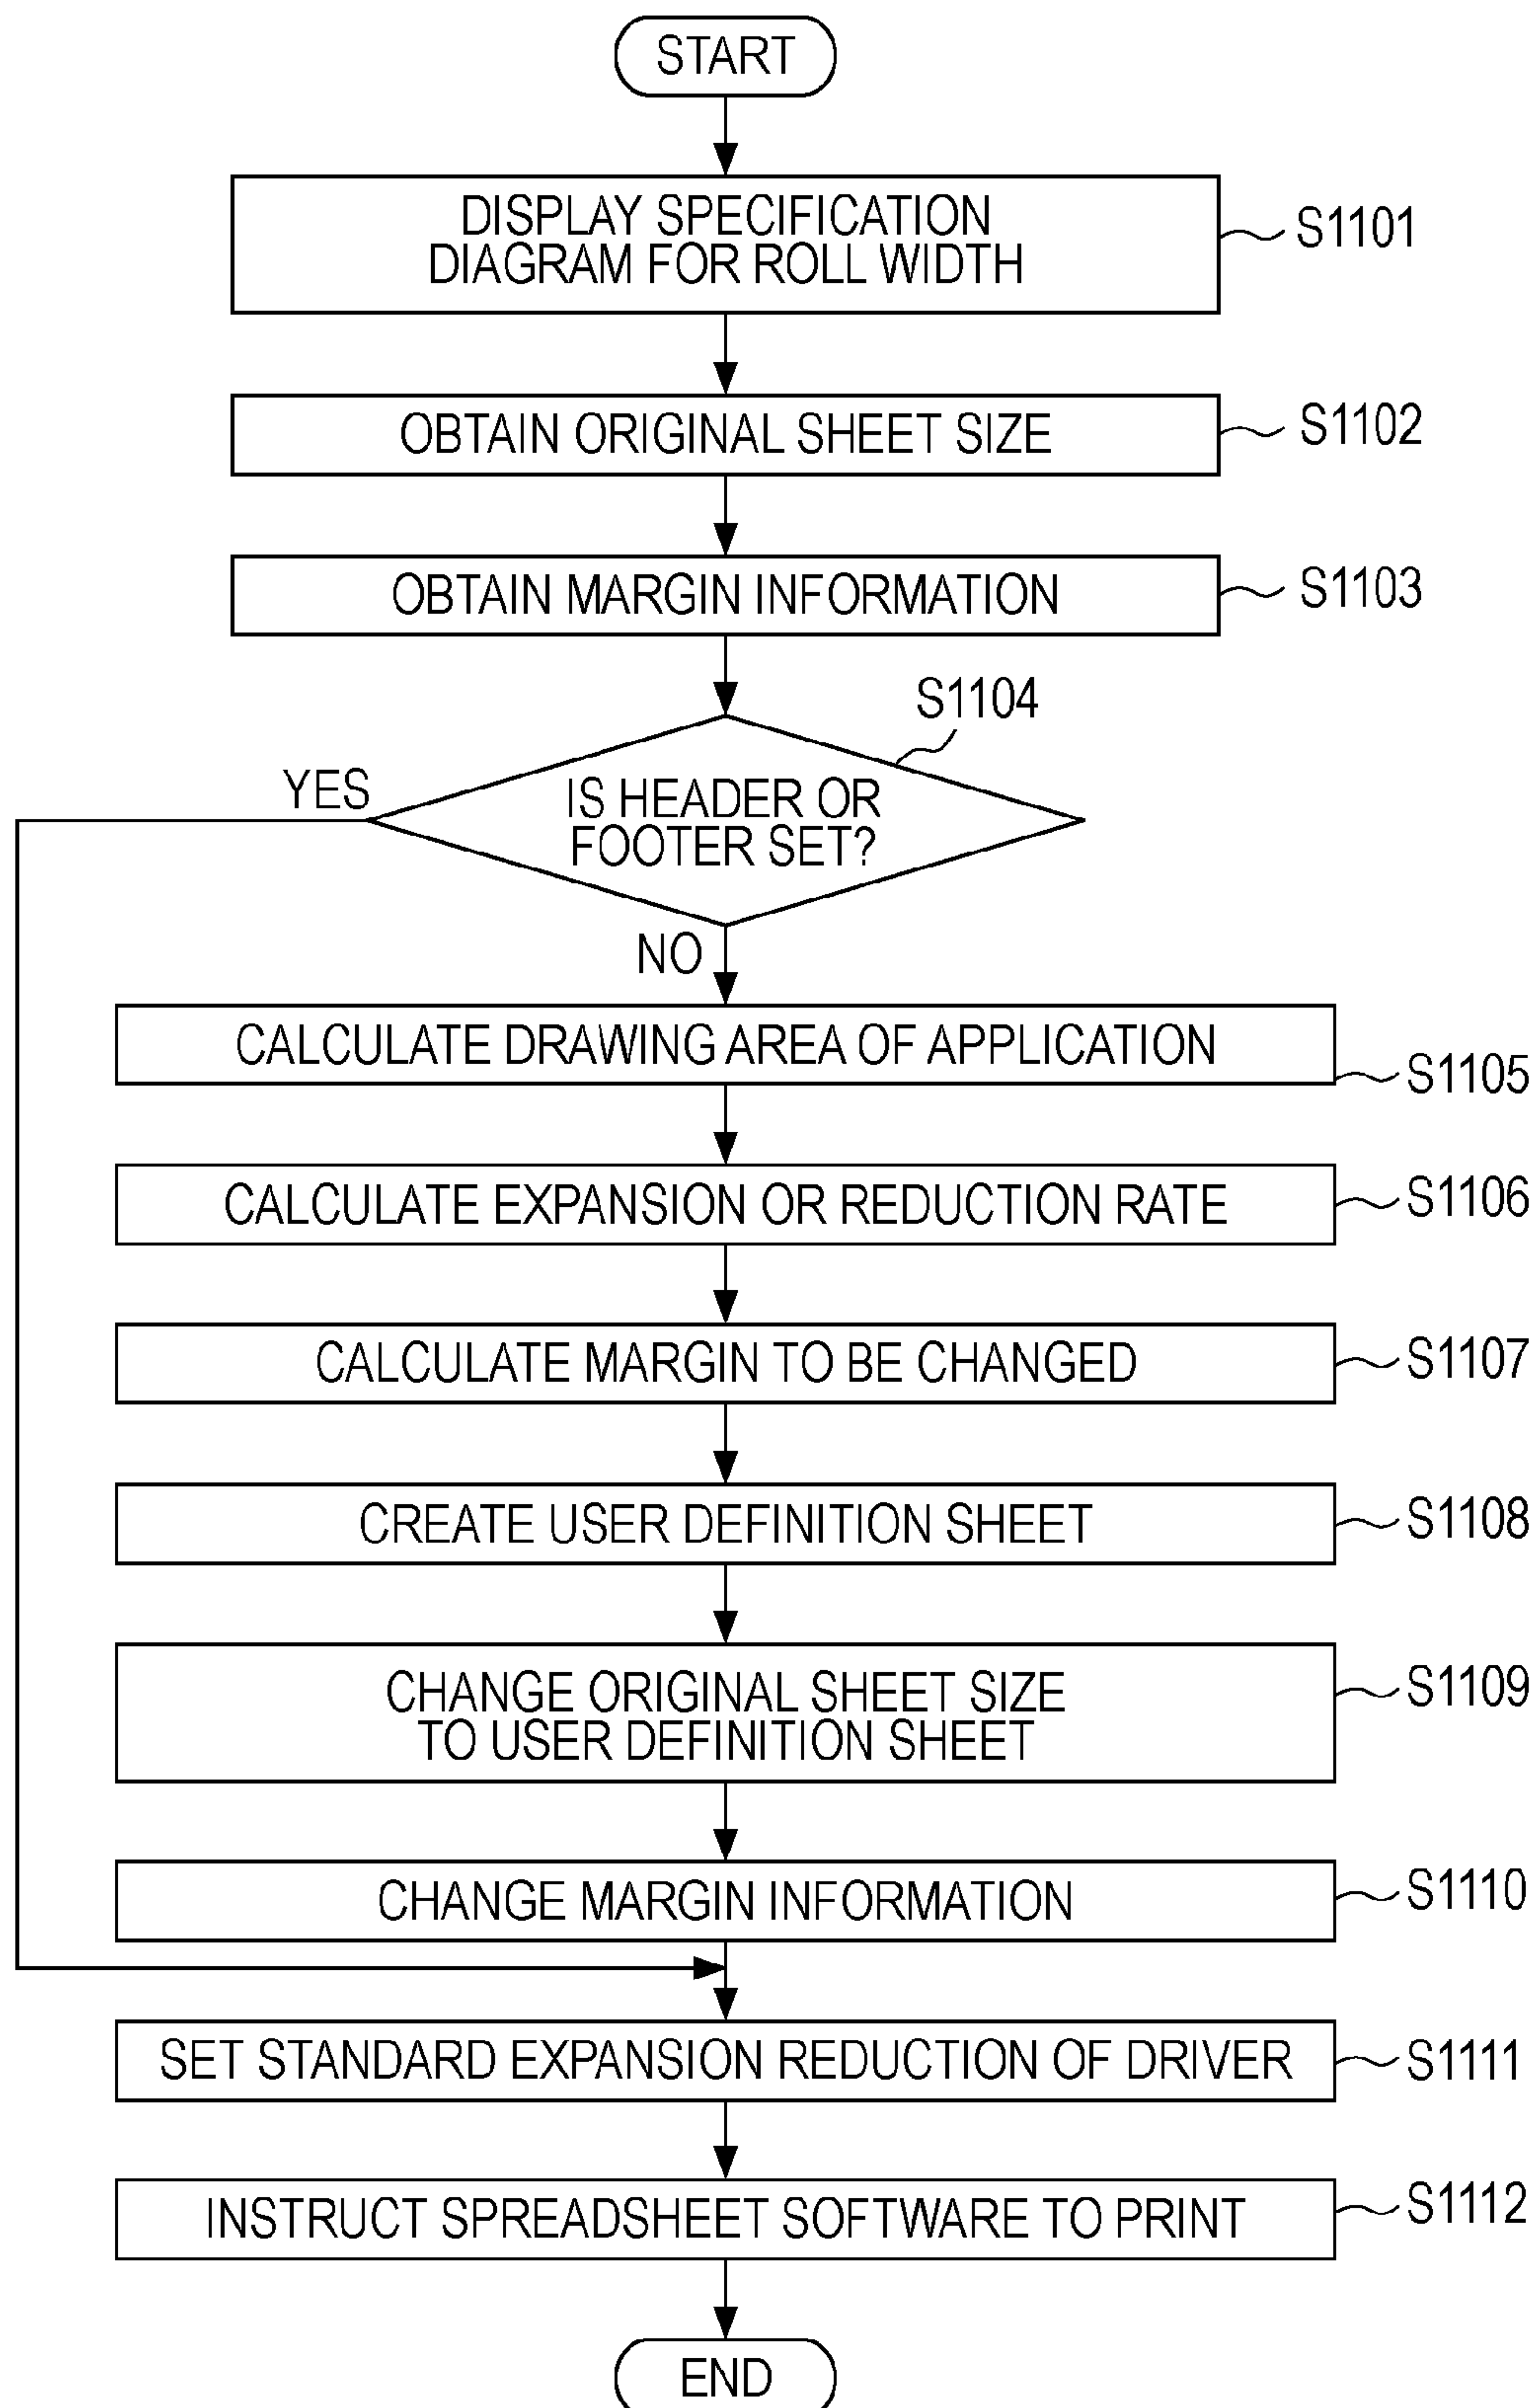 START
DISPLAY SPECIFICATION
DIAGRAM FOR ROLL WIDTH
S1101
OBTAIN ORIGINAL SHEET SIZE
S1102
OBTAIN MARGIN INFORMATION
S1103
S1104
YES
IS HEADER OR
FOOTER SET?
NO
CALCULATE DRAWING AREA OF APPLICATION
S1105
CALCULATE EXPANSION OR REDUCTION RATE
S1106
CALCULATE MARGIN TO BE CHANGED
S1107
CREATE USER DEFINITION SHEET
S1108
CHANGE ORIGINAL SHEET SIZE
TO USER DEFINITION SHEET
S1109
CHANGE MARGIN INFORMATION
S1110
SET STANDARD EXPANSION REDUCTION OF DRIVER
S1111
INSTRUCT SPREADSHEET SOFTWARE TO PRINT
S1112
END